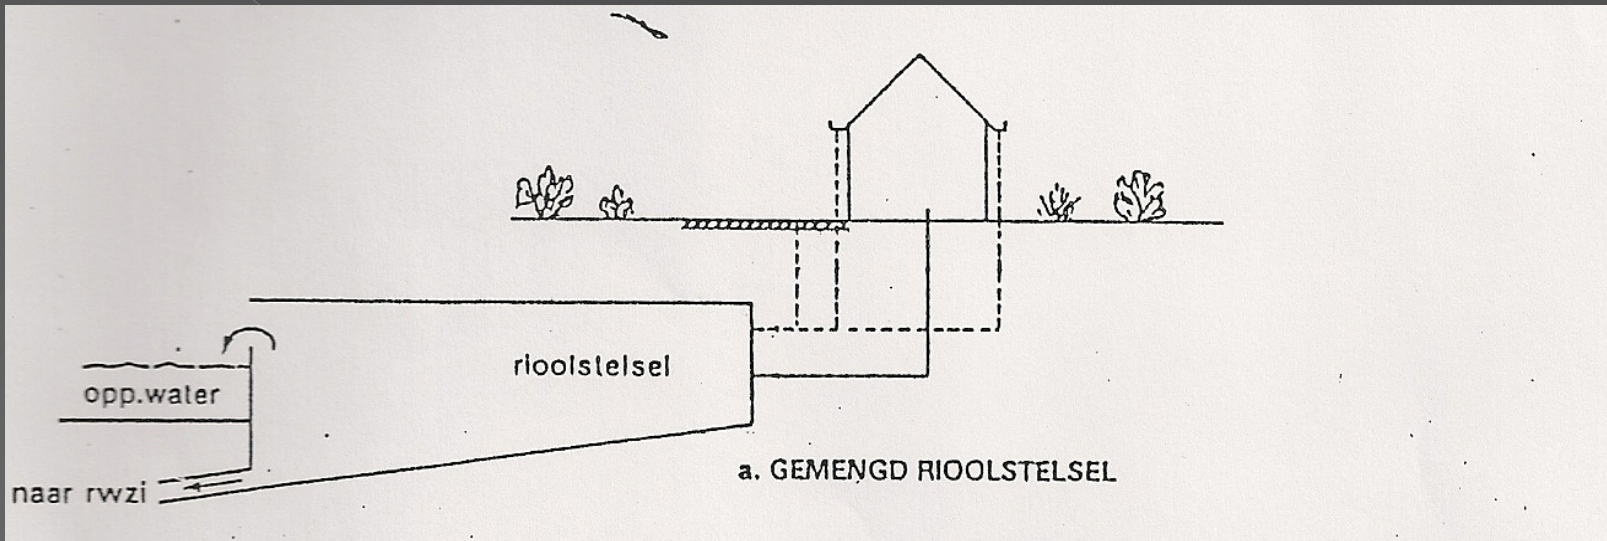 rioolstelsel
opp.water
a. GEMENGD RIOOLSTELSEL
naar rwzi